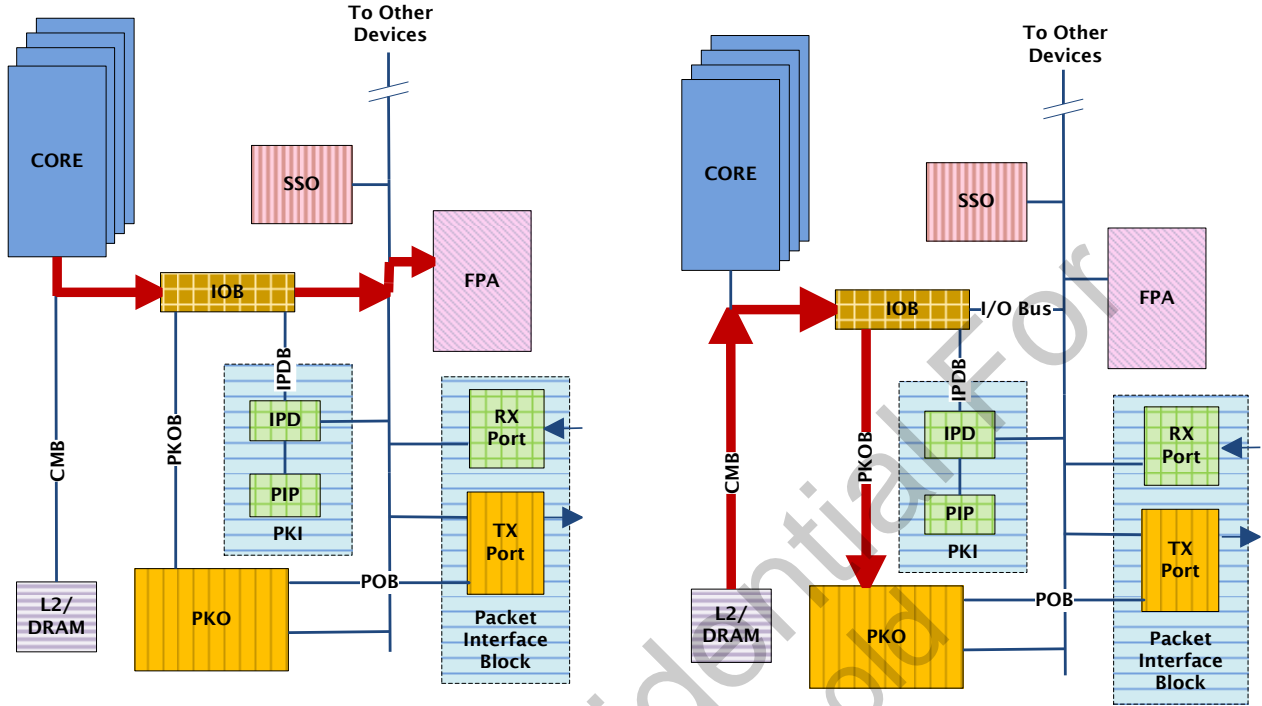 To Other
Devices
CORE
SSO
FPA
IOB
IPDB
IPD
PIP
PKI
CMB
PKOB
RX
Port
TX
Port
L2/
DRAM
PKO
POB
Packet
Interface
Block
To Other
Devices
CORE
SSO
FPA
IOB
I/O Bus
IPDB
IPD
PIP
PKI
CMB
PKOB
RX
Port
TX
Port
L2/
DRAM
PKO
POB
Packet
Interface
Block